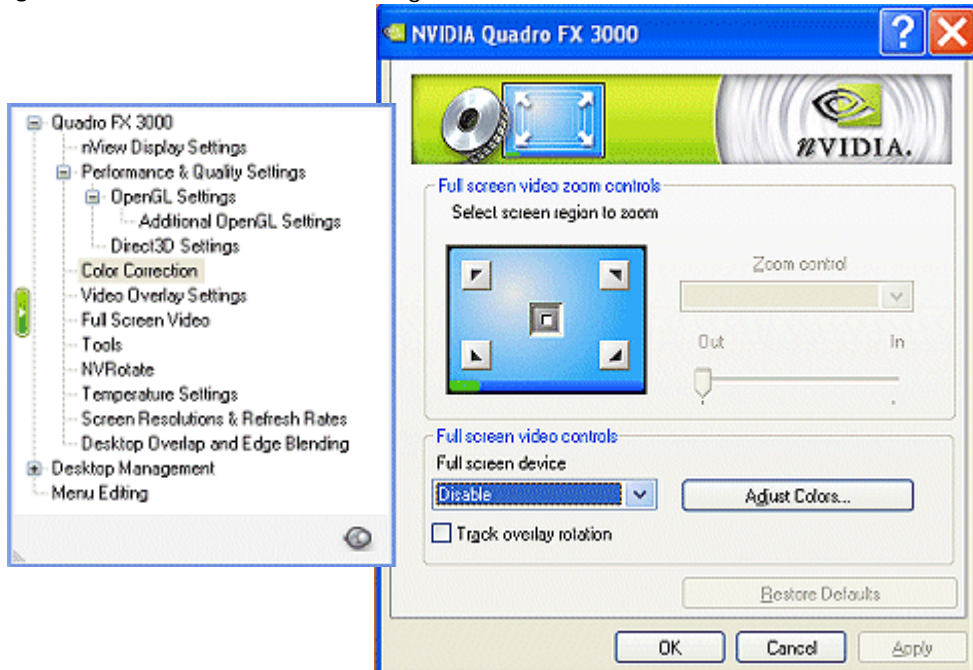 NVIDIA Quadro FX 3000
?
Quadro FX 3000
nView Display Settings
Performance & Quality Settings
OpenGL Settings
Additional OpenGL Settings
Direct3D Settings
Color Correction
Video Overlay Settings
Full Screen Video
Tools
NVRotate
Temperature Settings
Screen Resolutions & Refresh Rates
Desktop Overlap and Edge Blending
Desktop Management
Menu Editing
nVIDIA.
Full screen video zoom controls
Select screen region to zoom
Zoom control
Out In
Full screen video controls
Full screen device
Disable
Adjust Colors...
Track overlay rotation
Restore Defaults
OK Cancel Apply